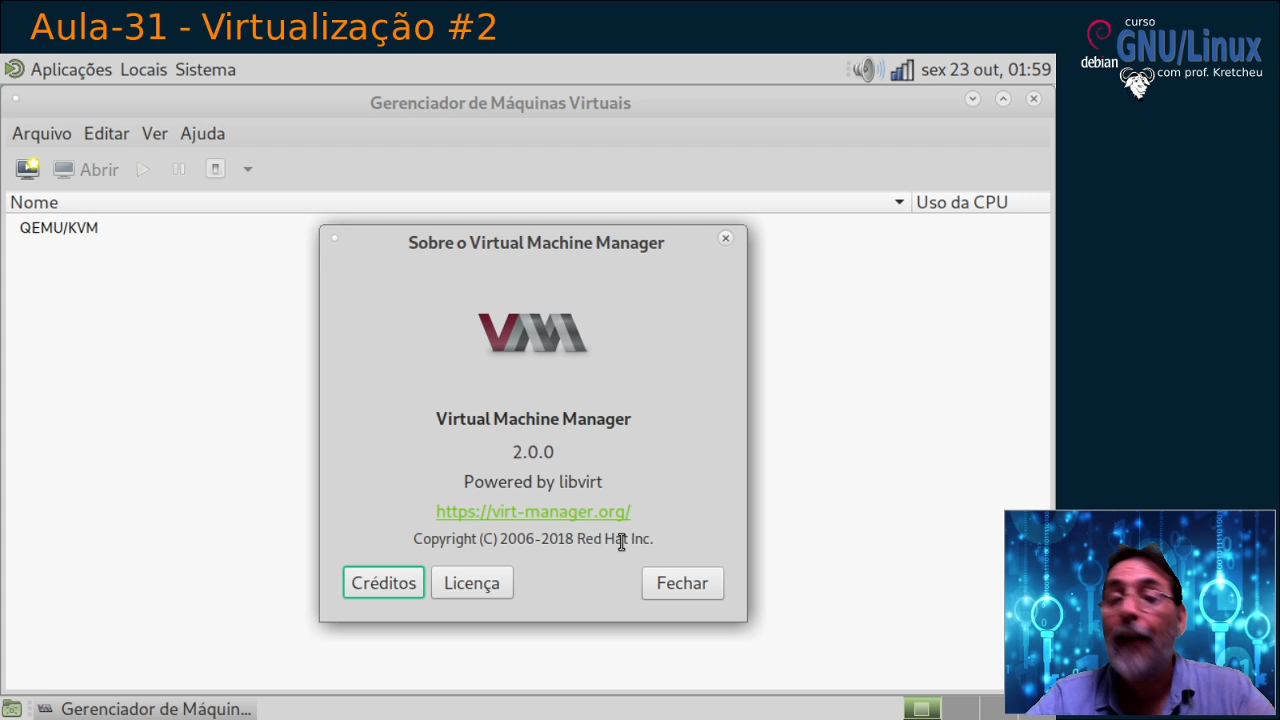 Aula-31 - Virtualização #2
curso
debian GNU/Linux
com prof. Kretcheu
Aplicações Locais Sistema
sex 23 out, 01:59
Gerenciador de Máquinas Virtuais
Arquivo Editar Ver Ajuda
Abrir
Nome
Uso da CPU
QEMU/KVM
Sobre o Virtual Machine Manager
VMM
Virtual Machine Manager
2.0.0
Powered by libvirt
https://virt-manager.org/
Copyright (C) 2006-2018 Red Hat Inc.
Créditos Licença Fechar
Gerenciador de Máquin...